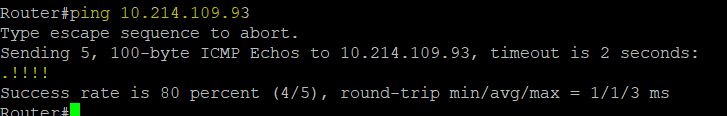 Router#ping 10.214.109.93
Type escape sequence to abort.
Sending 5, 100-byte ICMP Echos to 10.214.109.93, timeout is 2 seconds:
.!!!!
Success rate is 80 percent (4/5), round-trip min/avg/max = 1/1/3 ms
Router#